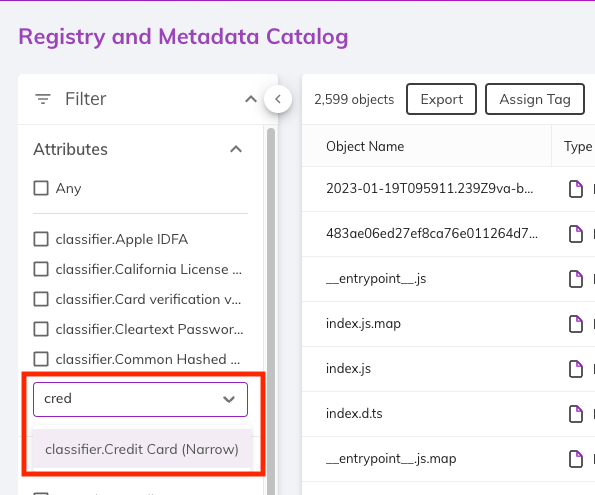 Registry and Metadata Catalog
Filter
2,599 objects
Export
Assign Tag
Attributes
Object Name
Type
Any
2023-01-19T095911.239Z9va-b...
483ae06ed27ef8ca76e011264d7...
classifier.Apple IDFA
classifier.California License ...
__entrypoint__.js
classifier.Card verification v...
classifier.Cleartext Passwor...
index.js.map
classifier.Common Hashed ...
index.js
cred
index.d.ts
classifier.Credit Card (Narrow)
__entrypoint__.js.map